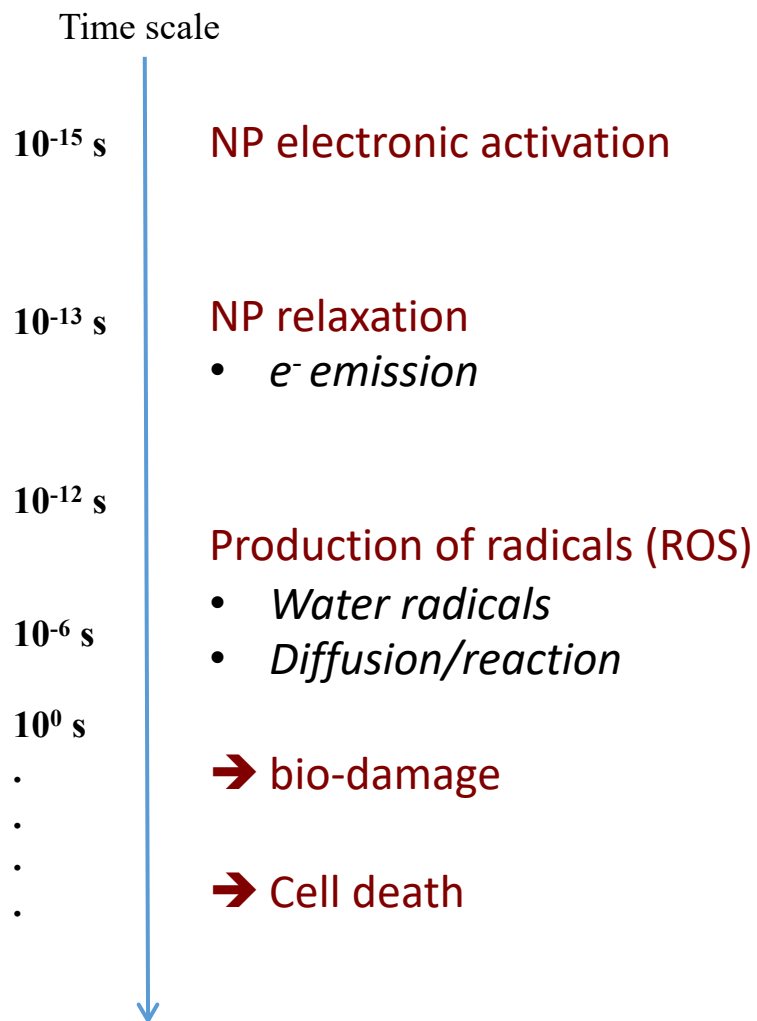 Time scale
10⁻¹⁵ s NP electronic activation
10⁻¹³ s NP relaxation
• e⁻ emission
10⁻¹² s
Production of radicals (ROS)
• Water radicals
10⁻⁶ s
• Diffusion/reaction
10⁰ s
. ➔ bio-damage
.
.
➔ Cell death
.